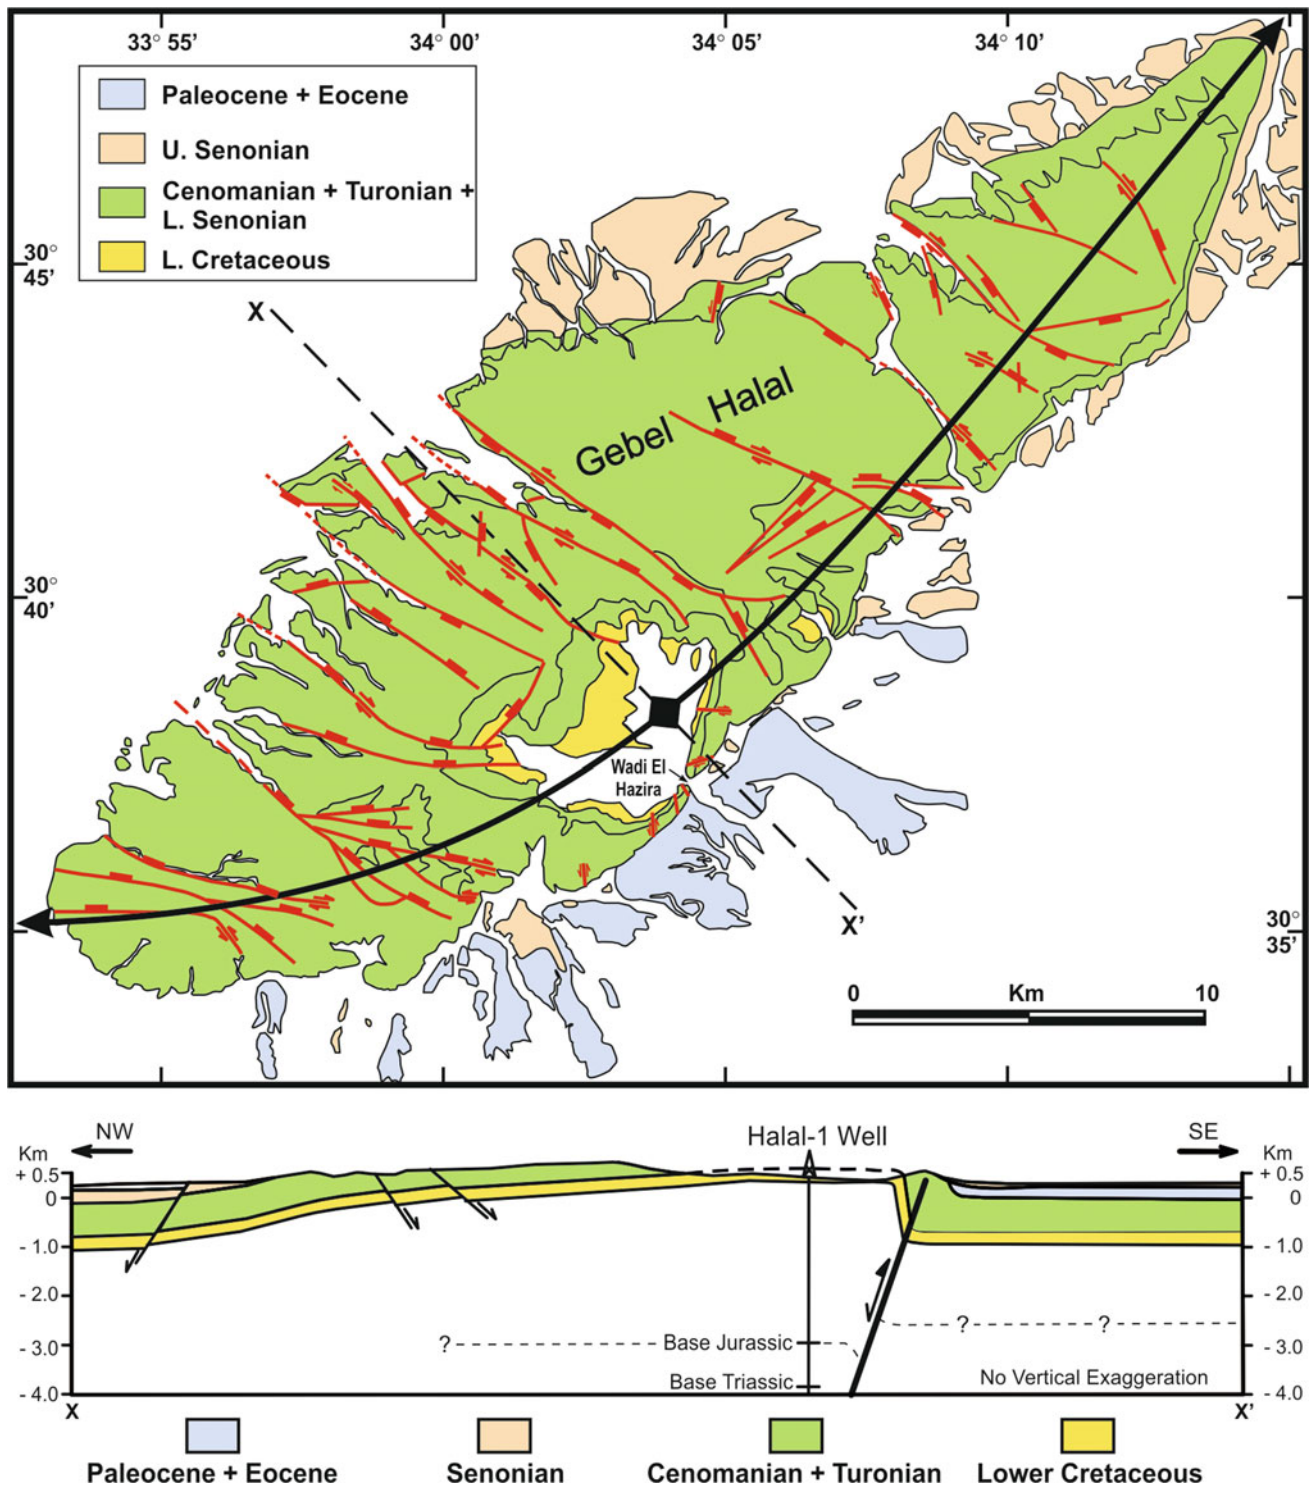 33° 55'
34° 00'
34° 05'
34° 10'
Paleocene + Eocene
U. Senonian
Cenomanian + Turonian +
L. Senonian
L. Cretaceous
30°
45'
X
Gebel Halal
30°
40'
Wadi El
Hazira
X'
30°
35'
0 Km 10
NW
Halal-1 Well
SE
Km
Km
+ 0.5
+ 0.5
0
0
- 1.0
- 1.0
- 2.0
- 2.0
?
?
?
Base Jurassic
- 3.0
- 3.0
Base Triassic
No Vertical Exaggeration
- 4.0
- 4.0
X
X'
Paleocene + Eocene
Senonian
Cenomanian + Turonian
Lower Cretaceous